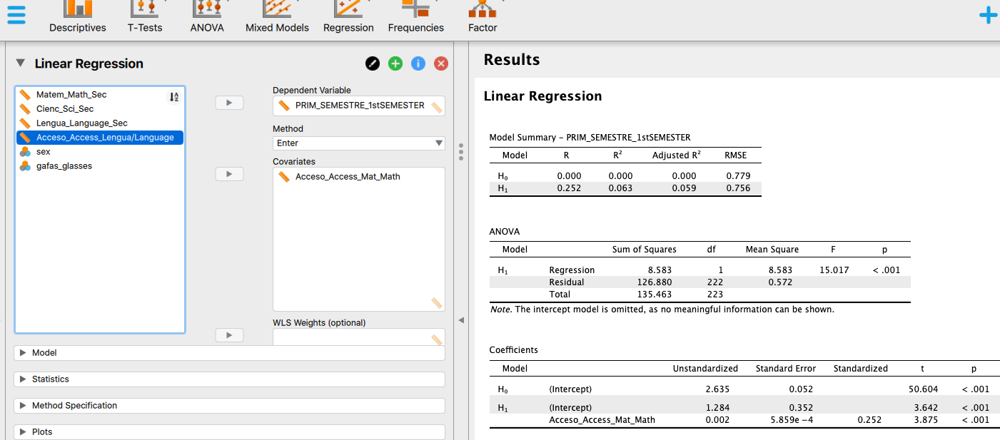 Descriptives T-Tests ANOVA Mixed Models Regression Frequencies Factor
Linear Regression
Matem_Math_Sec
Cienc_Sci_Sec
Lengua_Language_Sec
Acceso_Access_Lengua/Language
sex
gafas_glasses
Dependent Variable
PRIM_SEMESTRE_1stSEMESTER
Method
Enter
Covariates
Acceso_Access_Mat_Math
WLS Weights (optional)
Model
Statistics
Method Specification
Plots
Results
Linear Regression
Model Summary – PRIM_SEMESTRE_1stSEMESTER
Model R R² Adjusted R² RMSE
H₀ 0.000 0.000 0.000 0.779
H₁ 0.252 0.063 0.059 0.756
ANOVA
Model Sum of Squares df Mean Square F p
H₁ Regression 8.583 1 8.583 15.017 < .001
Residual 126.880 222 0.572
Total 135.463 223
Note. The intercept model is omitted, as no meaningful information can be shown.
Coefficients
Model Unstandardized Standard Error Standardized t p
H₀ (Intercept) 2.635 0.052 50.604 < .001
H₁ (Intercept) 1.284 0.352 3.642 < .001
Acceso_Access_Mat_Math 0.002 5.859e −4 0.252 3.875 < .001